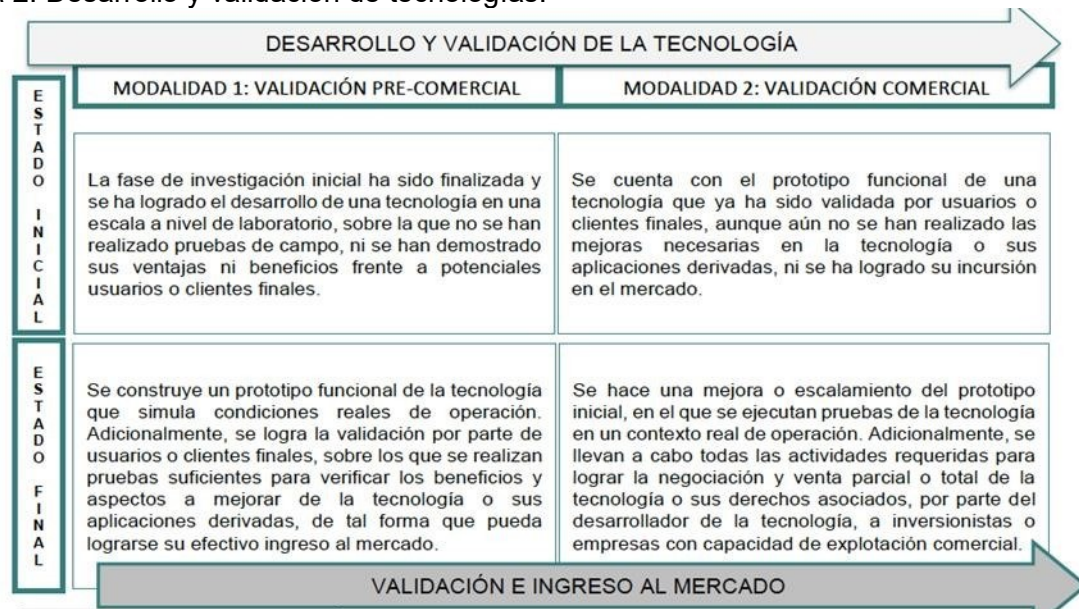 2. Desarrollo y validación de tecnologías.
DESARROLLO Y VALIDACIÓN DE LA TECNOLOGÍA
MODALIDAD 1: VALIDACIÓN PRE-COMERCIAL
MODALIDAD 2: VALIDACIÓN COMERCIAL
ESTADO INICIAL
La fase de investigación inicial ha sido finalizada y
se ha logrado el desarrollo de una tecnología en una
escala a nivel de laboratorio, sobre la que no se han
realizado pruebas de campo, ni se han demostrado
sus ventajas ni beneficios frente a potenciales
usuarios o clientes finales.
Se cuenta con el prototipo funcional de una
tecnología que ya ha sido validada por usuarios o
clientes finales, aunque aún no se han realizado las
mejoras necesarias en la tecnología o sus
aplicaciones derivadas, ni se ha logrado su incursión
en el mercado.
ESTADO FINAL
Se construye un prototipo funcional de la tecnología
que simula condiciones reales de operación.
Adicionalmente, se logra la validación por parte de
usuarios o clientes finales, sobre los que se realizan
pruebas suficientes para verificar los beneficios y
aspectos a mejorar de la tecnología o sus
aplicaciones derivadas, de tal forma que pueda
lograrse su efectivo ingreso al mercado.
Se hace una mejora o escalamiento del prototipo
inicial, en el que se ejecutan pruebas de la tecnología
en un contexto real de operación. Adicionalmente, se
llevan a cabo todas las actividades requeridas para
lograr la negociación y venta parcial o total de la
tecnología o sus derechos asociados, por parte del
desarrollador de la tecnología, a inversionistas o
empresas con capacidad de explotación comercial.
VALIDACIÓN E INGRESO AL MERCADO